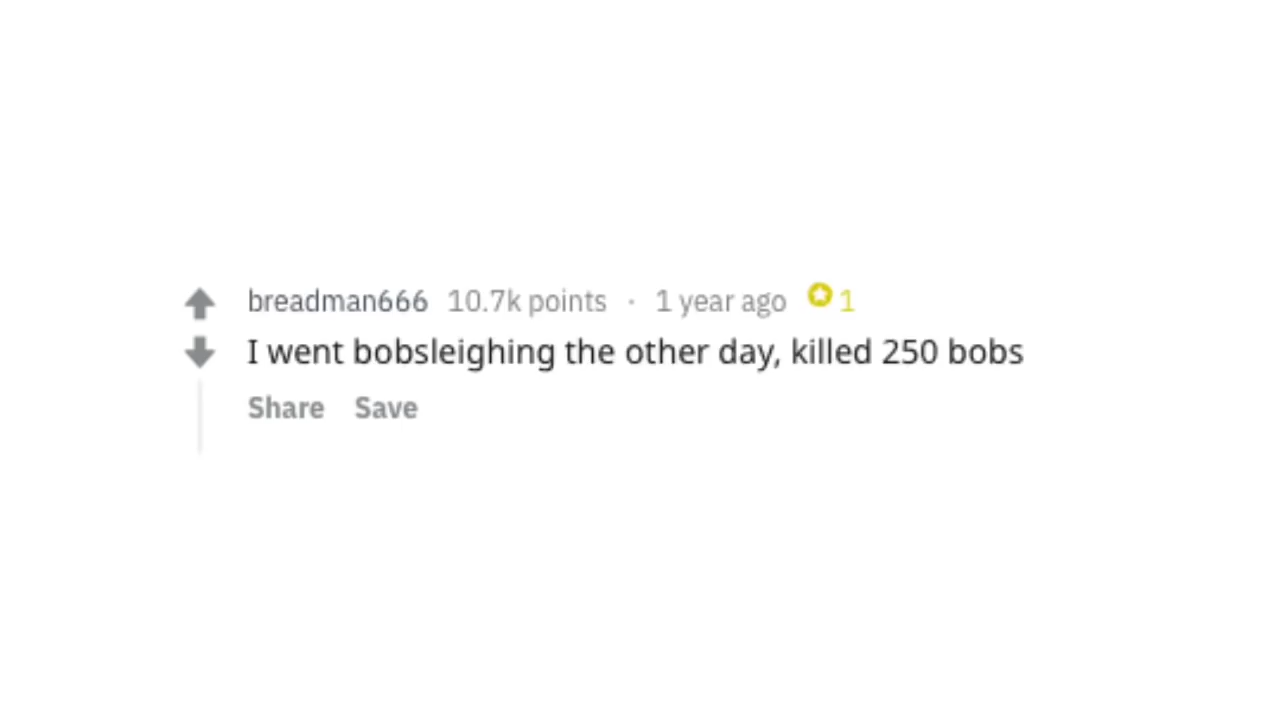 breadman666 10.7k points · 1 year ago 1
I went bobsleighing the other day, killed 250 bobs
Share Save